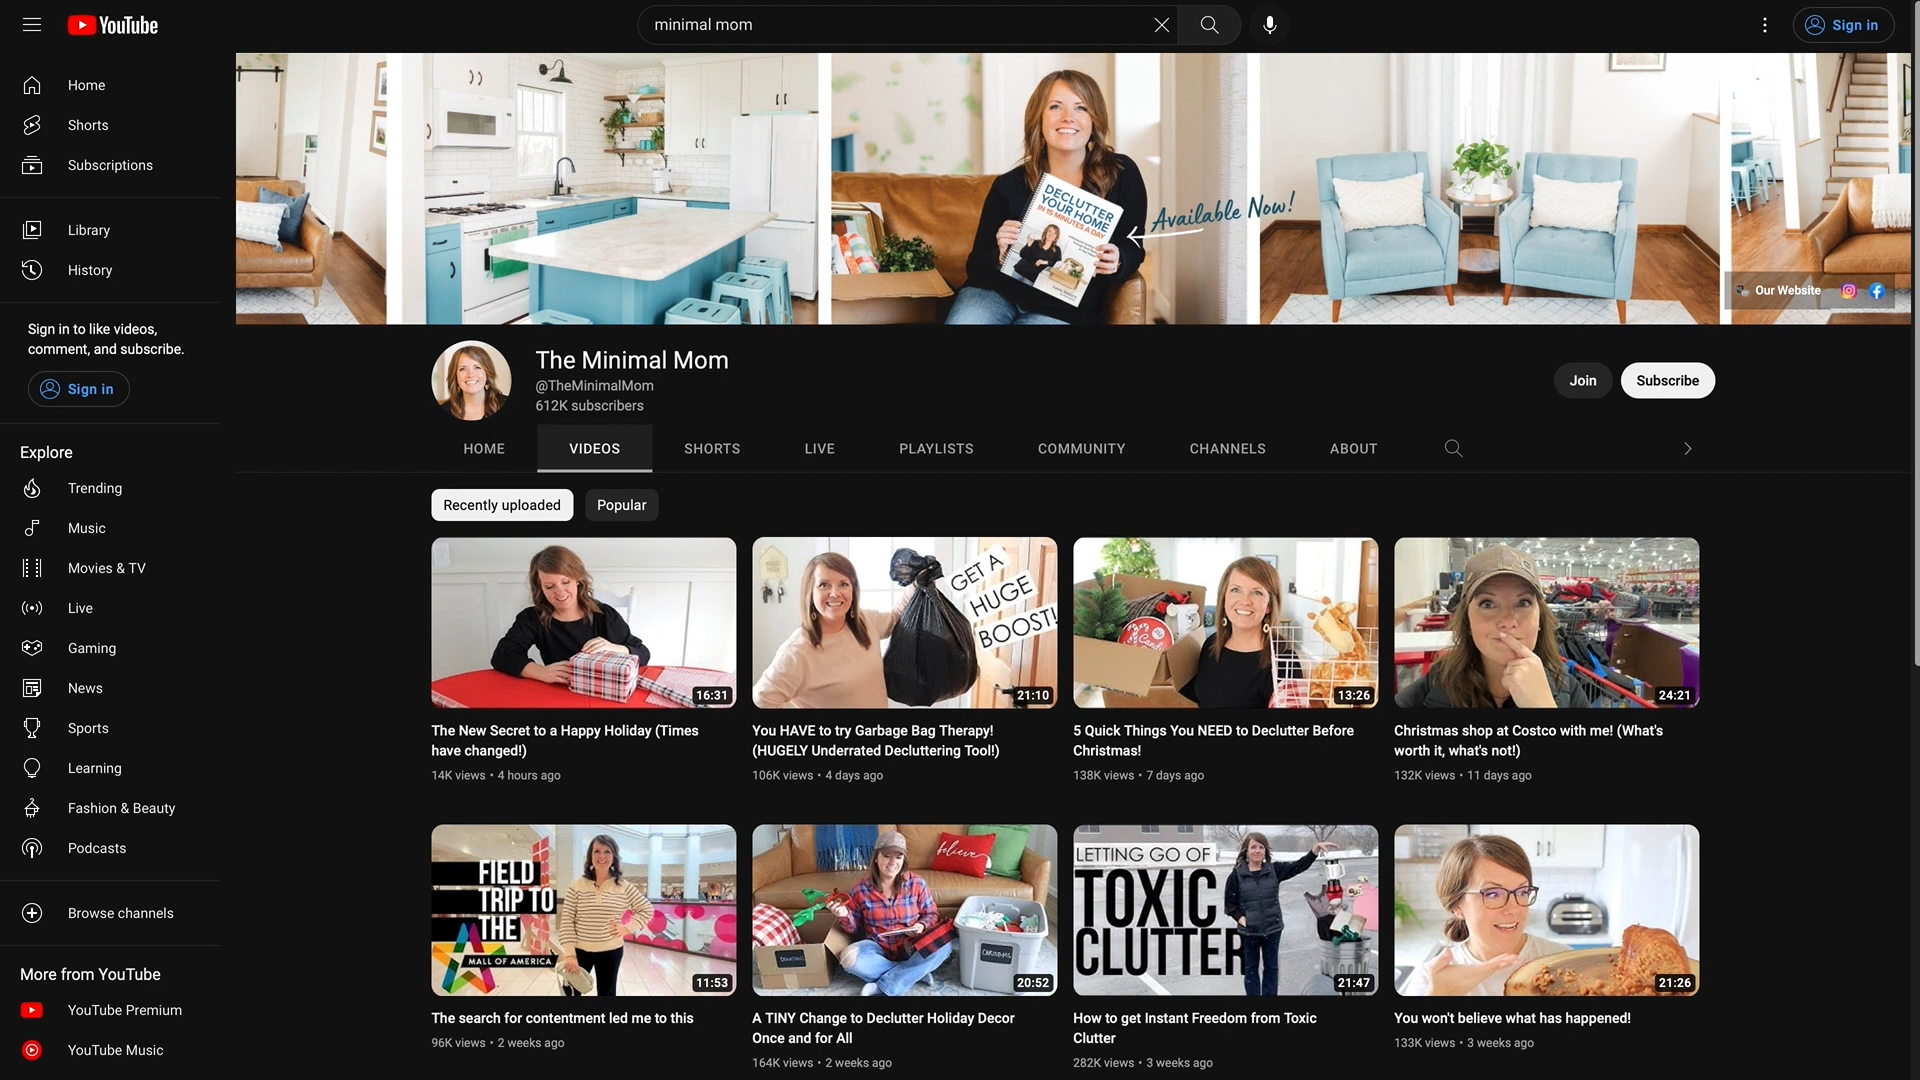 YouTube
minimal mom
Sign in
Home
Shorts
Subscriptions
Library
History
Sign in to like videos,
comment, and subscribe.
Sign in
Explore
Trending
Music
Movies & TV
Live
Gaming
News
Sports
Learning
Fashion & Beauty
Podcasts
Browse channels
More from YouTube
YouTube Premium
YouTube Music
DECLUTTER
YOUR HOME
IN 15 MINUTES A DAY
Available Now!
Our Website
The Minimal Mom
@TheMinimalMom
612K subscribers
Join
Subscribe
HOME
VIDEOS
SHORTS
LIVE
PLAYLISTS
COMMUNITY
CHANNELS
ABOUT
Recently uploaded
Popular
16:31
The New Secret to a Happy Holiday (Times
have changed!)
14K views • 4 hours ago
GET A
HUGE
BOOST!
21:10
You HAVE to try Garbage Bag Therapy!
(HUGELY Underrated Decluttering Tool!)
106K views • 4 days ago
13:26
5 Quick Things You NEED to Declutter Before
Christmas!
138K views • 7 days ago
24:21
Christmas shop at Costco with me! (What's
worth it, what's not!)
132K views • 11 days ago
FIELD
TRIP TO
THE
MALL OF AMERICA
11:53
The search for contentment led me to this
96K views • 2 weeks ago
believe
CHRISTMAS
20:52
A TINY Change to Declutter Holiday Decor
Once and for All
164K views • 2 weeks ago
LETTING GO OF
TOXIC
CLUTTER
21:47
How to get Instant Freedom from Toxic
Clutter
282K views • 3 weeks ago
21:26
You won't believe what has happened!
133K views • 3 weeks ago